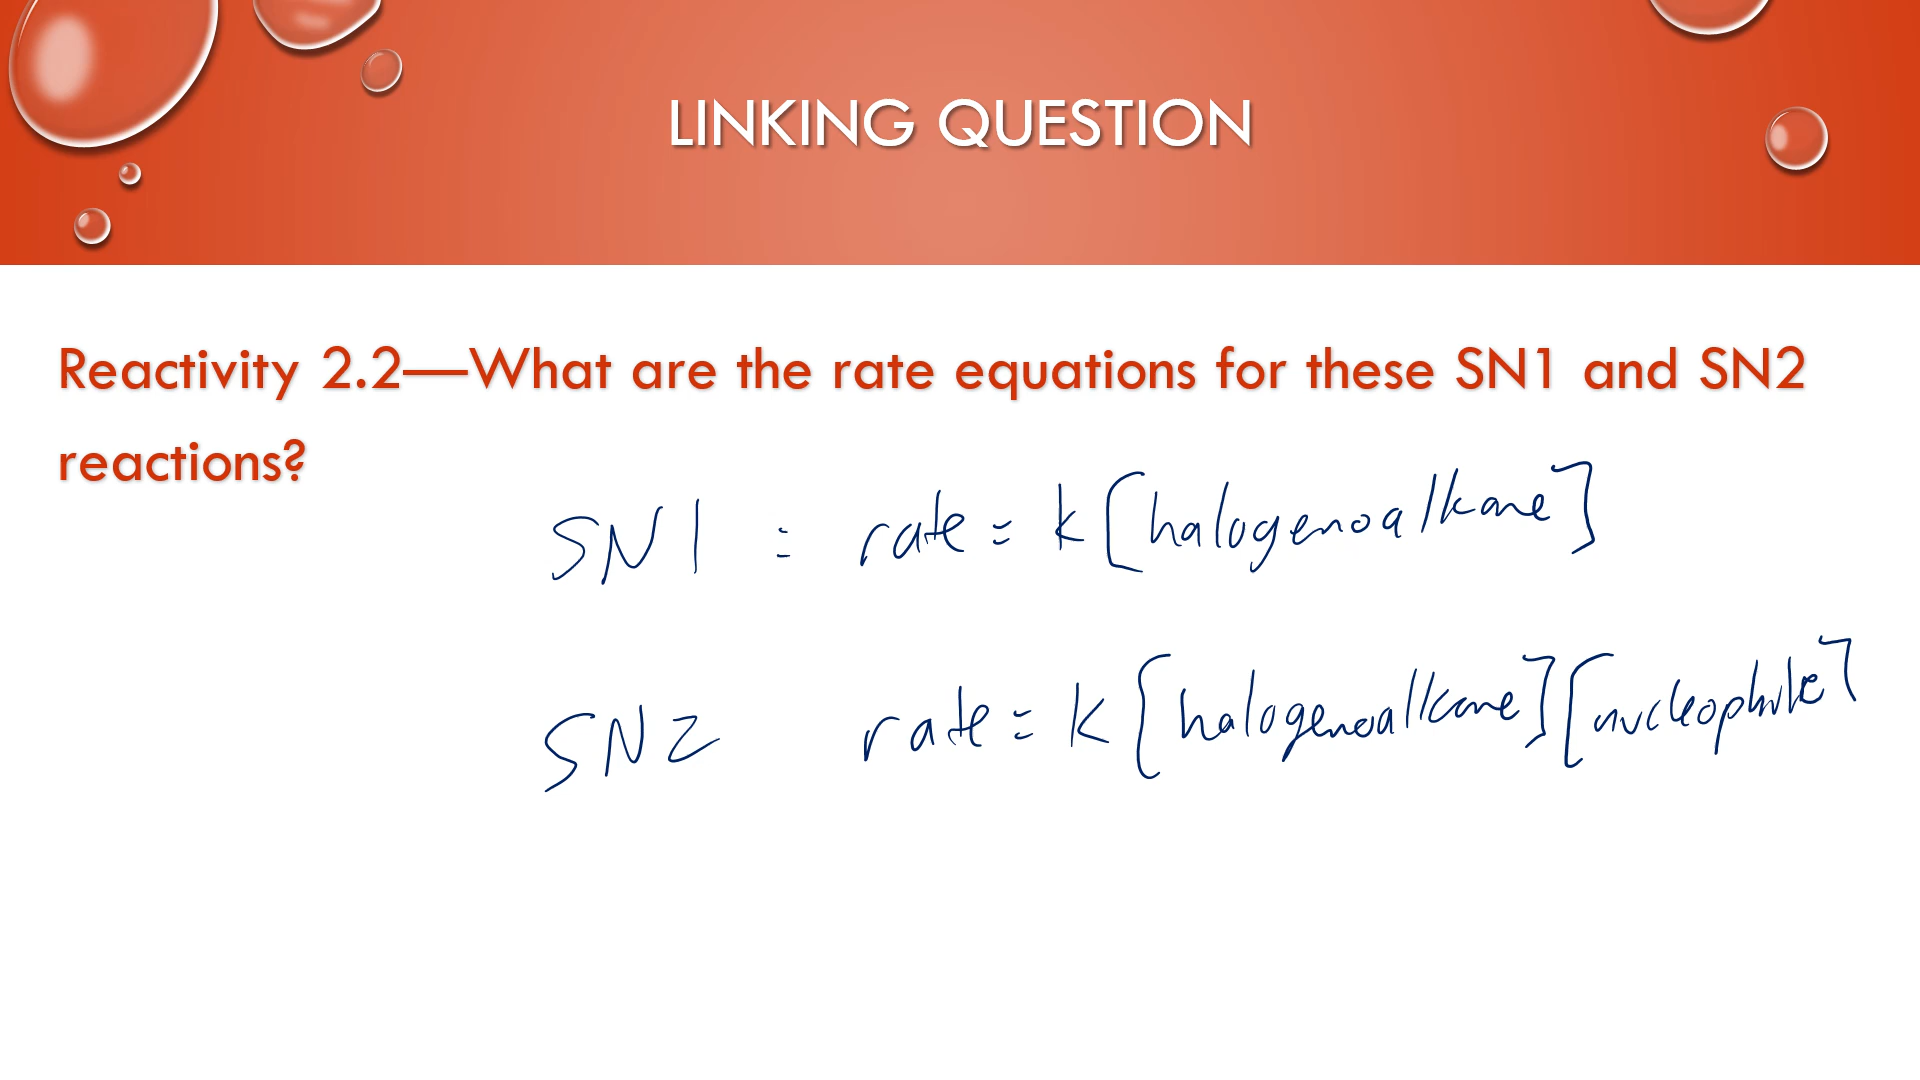 LINKING QUESTION
Reactivity 2.2—What are the rate equations for these SN1 and SN2
reactions?
SN1 : rate = k[halogenoalkane]
SN2 rate = k[halogenoalkane][nucleophile]